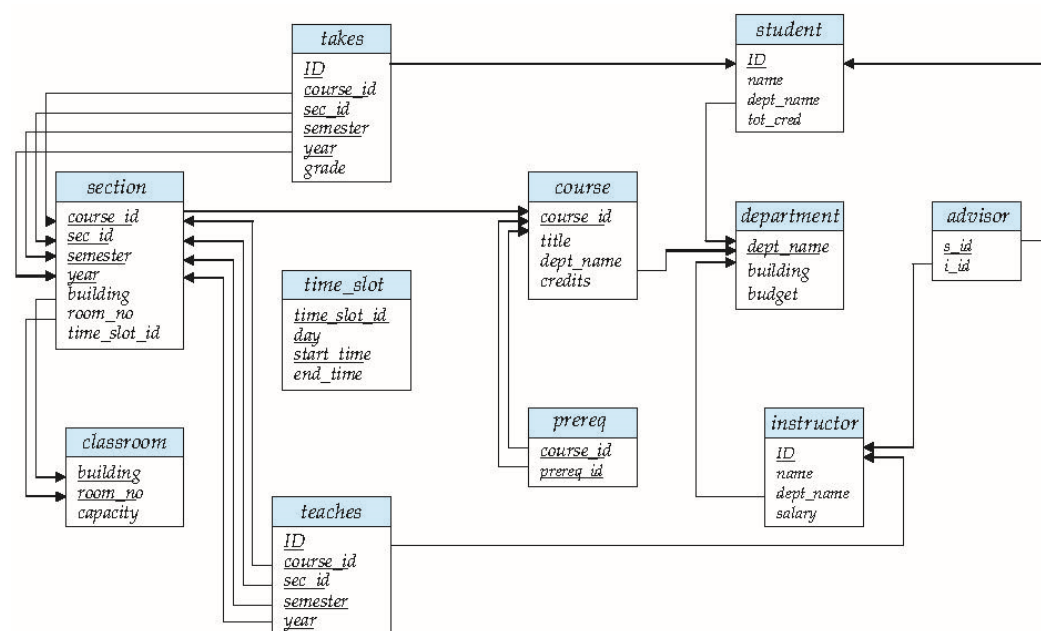 takes
ID
course_id
sec_id
semester
year
grade
student
ID
name
dept_name
tot_cred
section
course_id
sec_id
semester
year
building
room_no
time_slot_id
course
course_id
title
dept_name
credits
department
dept_name
building
budget
advisor
s_id
i_id
time_slot
time_slot_id
day
start_time
end_time
prereq
course_id
prereq_id
instructor
ID
name
dept_name
salary
classroom
building
room_no
capacity
teaches
ID
course_id
sec_id
semester
year